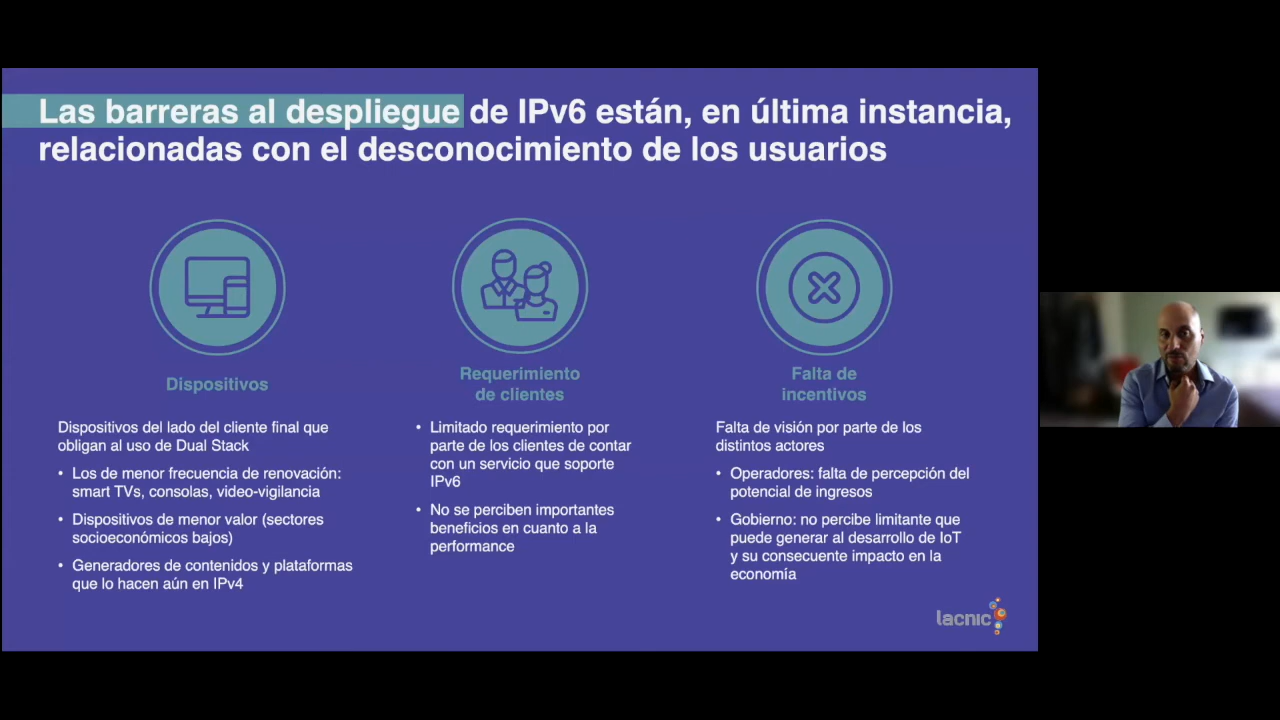 Las barreras al despliegue de IPv6 están, en última instancia,
relacionadas con el desconocimiento de los usuarios
Dispositivos
Dispositivos del lado del cliente final que
obligan al uso de Dual Stack
• Los de menor frecuencia de renovación:
smart TVs, consolas, video-vigilancia
• Dispositivos de menor valor (sectores
socioeconómicos bajos)
• Generadores de contenidos y plataformas
que lo hacen aún en IPv4
Requerimiento
de clientes
• Limitado requerimiento por
parte de los clientes de contar
con un servicio que soporte
IPv6
• No se perciben importantes
beneficios en cuanto a la
performance
Falta de
incentivos
Falta de visión por parte de los
distintos actores
• Operadores: falta de percepción del
potencial de ingresos
• Gobierno: no percibe limitante que
puede generar al desarrollo de IoT
y su consecuente impacto en la
economía
lacnic